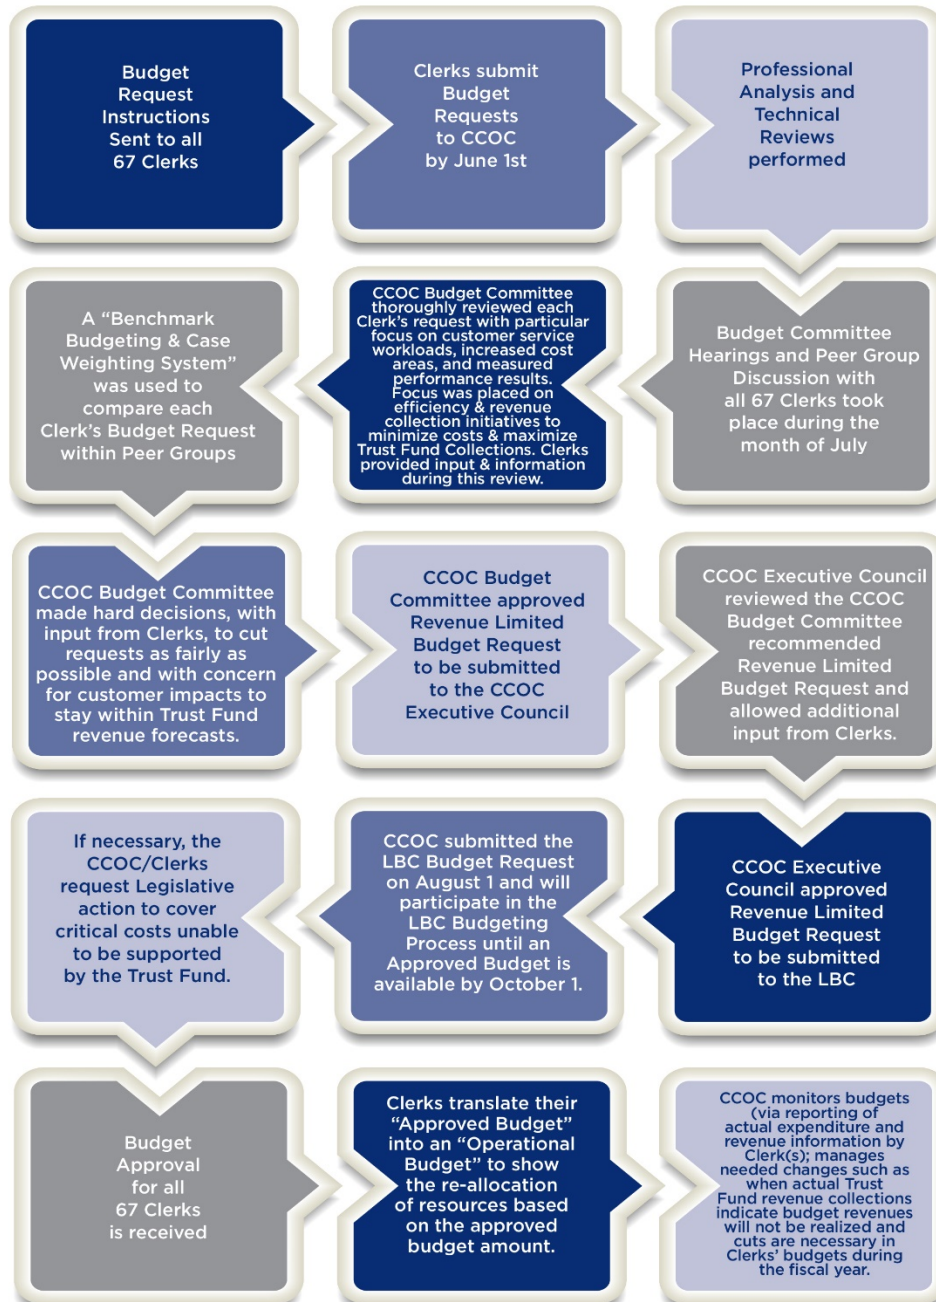 Budget
Request
Instructions
Sent to all
67 Clerks
Clerks submit
Budget
Requests
to CCOC
by June 1st
Professional
Analysis and
Technical
Reviews
performed
Budget Committee
Hearings and Peer Group
Discussion with
all 67 Clerks took
place during the
month of July
CCOC Budget Committee
thoroughly reviewed each
Clerk's request with particular
focus on customer service
workloads, increased cost
areas, and measured
performance results.
Focus was placed on
efficiency & revenue
collection initiatives to
minimize costs & maximize
Trust Fund Collections. Clerks
provided input & information
during this review.
A “Benchmark
Budgeting & Case
Weighting System”
was used to
compare each
Clerk's Budget Request
within Peer Groups
CCOC Budget Committee
made hard decisions, with
input from Clerks, to cut
requests as fairly as
possible and with concern
for customer impacts to
stay within Trust Fund
revenue forecasts.
CCOC Budget
Committee approved
Revenue Limited
Budget Request
to be submitted
to the CCOC
Executive Council
CCOC Executive Council
reviewed the CCOC
Budget Committee
recommended
Revenue Limited
Budget Request and
allowed additional
input from Clerks.
CCOC Executive
Council approved
Revenue Limited
Budget Request
to be submitted
to the LBC
CCOC submitted the
LBC Budget Request
on August 1 and will
participate in the
LBC Budgeting
Process until an
Approved Budget is
available by October 1.
If necessary, the
CCOC/Clerks
request Legislative
action to cover
critical costs unable
to be supported
by the Trust Fund.
Budget
Approval
for all
67 Clerks
is received
Clerks translate their
“Approved Budget”
into an “Operational
Budget” to show
the re-allocation
of resources based
on the approved
budget amount.
CCOC monitors budgets
(via reporting of
actual expenditure and
revenue information by
Clerk(s); manages
needed changes such as
when actual Trust
Fund revenue collections
indicate budget revenues
will not be realized and
cuts are necessary in
Clerks' budgets during
the fiscal year.